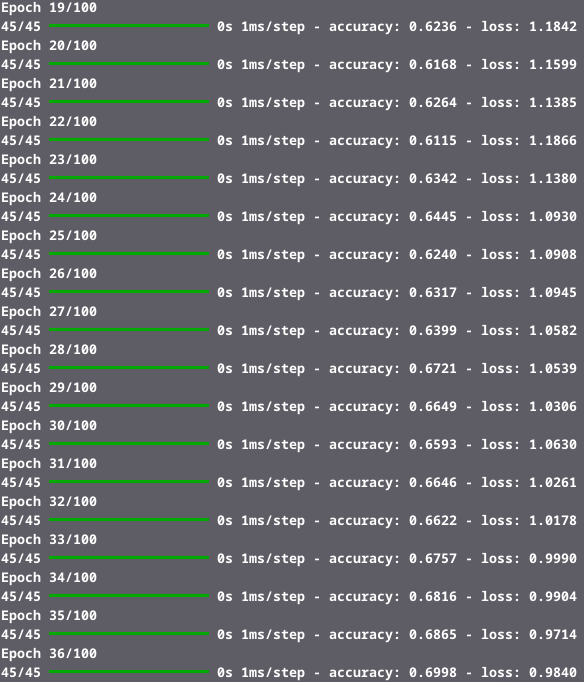 Epoch 19/100
45/45 0s 1ms/step - accuracy: 0.6236 - loss: 1.1842
Epoch 20/100
45/45 0s 1ms/step - accuracy: 0.6168 - loss: 1.1599
Epoch 21/100
45/45 0s 1ms/step - accuracy: 0.6264 - loss: 1.1385
Epoch 22/100
45/45 0s 1ms/step - accuracy: 0.6115 - loss: 1.1866
Epoch 23/100
45/45 0s 1ms/step - accuracy: 0.6342 - loss: 1.1380
Epoch 24/100
45/45 0s 1ms/step - accuracy: 0.6445 - loss: 1.0930
Epoch 25/100
45/45 0s 1ms/step - accuracy: 0.6240 - loss: 1.0908
Epoch 26/100
45/45 0s 1ms/step - accuracy: 0.6317 - loss: 1.0945
Epoch 27/100
45/45 0s 1ms/step - accuracy: 0.6399 - loss: 1.0582
Epoch 28/100
45/45 0s 1ms/step - accuracy: 0.6721 - loss: 1.0539
Epoch 29/100
45/45 0s 1ms/step - accuracy: 0.6649 - loss: 1.0306
Epoch 30/100
45/45 0s 1ms/step - accuracy: 0.6593 - loss: 1.0630
Epoch 31/100
45/45 0s 1ms/step - accuracy: 0.6646 - loss: 1.0261
Epoch 32/100
45/45 0s 1ms/step - accuracy: 0.6622 - loss: 1.0178
Epoch 33/100
45/45 0s 1ms/step - accuracy: 0.6757 - loss: 0.9990
Epoch 34/100
45/45 0s 1ms/step - accuracy: 0.6816 - loss: 0.9904
Epoch 35/100
45/45 0s 1ms/step - accuracy: 0.6865 - loss: 0.9714
Epoch 36/100
45/45 0s 1ms/step - accuracy: 0.6998 - loss: 0.9840